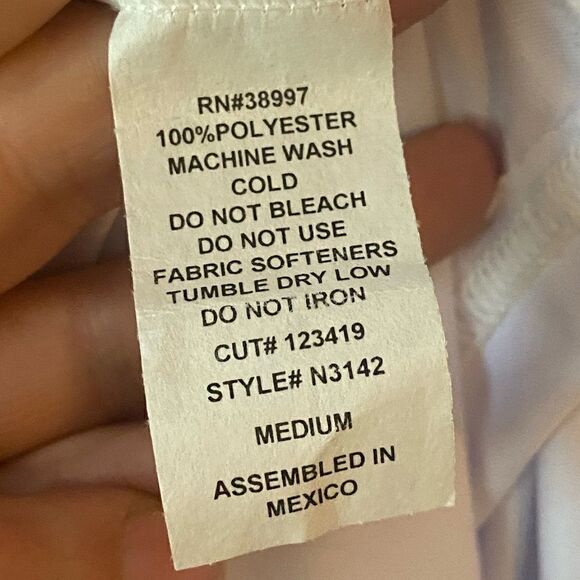 RN#38997
100%POLYESTER
MACHINE WASH
COLD
DO NOT BLEACH
DO NOT USE
FABRIC SOFTENERS
TUMBLE DRY LOW
DO NOT IRON
CUT# 123419
STYLE# N3142
MEDIUM
ASSEMBLED IN
MEXICO